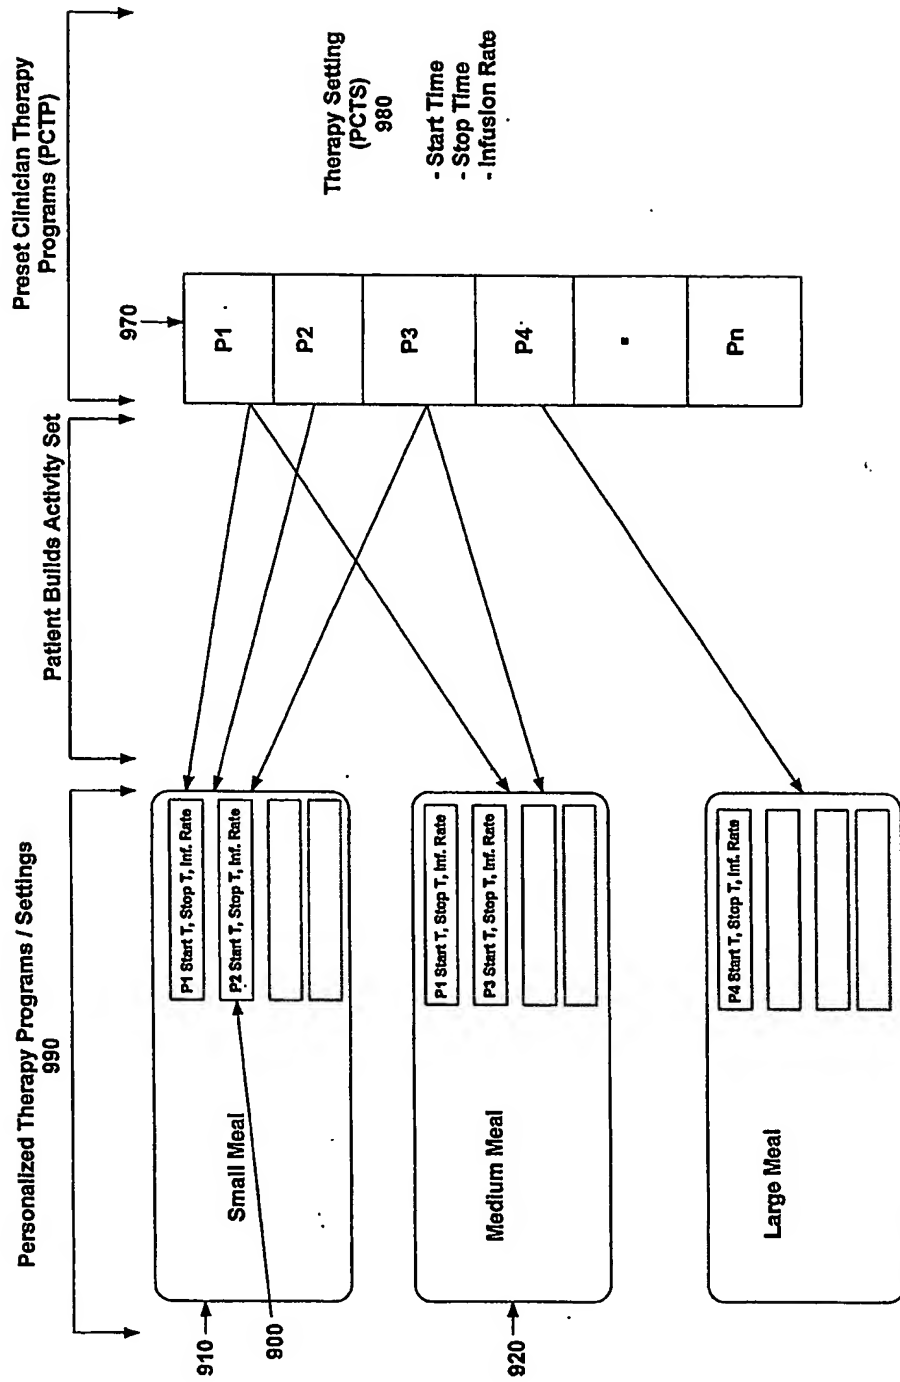 Personalized Therapy Programs / Settings
990
Patient Builds Activity Set
Preset Clinician Therapy
Programs (PCTP)
910
900
Small Meal
P1 Start T, Stop T, Inf. Rate
P2 Start T, Stop T, Inf. Rate
920
Medium Meal
P1 Start T, Stop T, Inf. Rate
P3 Start T, Stop T, Inf. Rate
Large Meal
P4 Start T, Stop T, Inf. Rate
970
P1
P2
P3
P4
Pn
Therapy Setting
(PCTS)
980
- Start Time
- Stop Time
- Infusion Rate